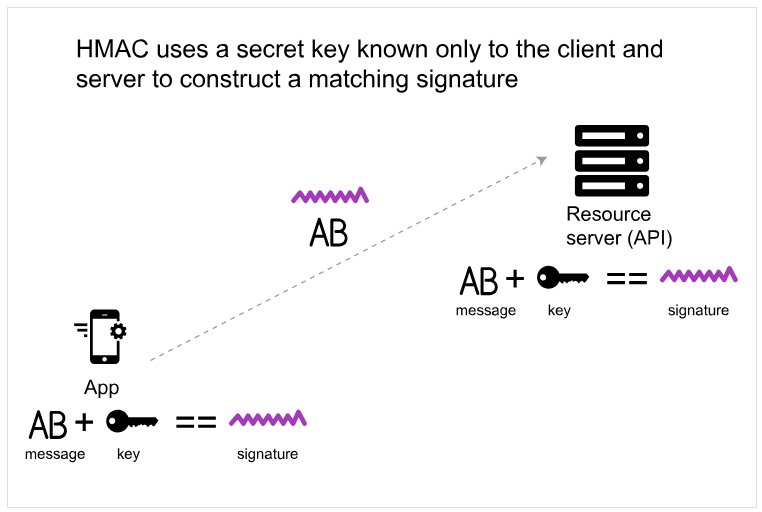 HMAC uses a secret key known only to the client and
server to construct a matching signature
AB
Resource
server (API)
AB + ==
message key signature
App
AB + ==
message key signature